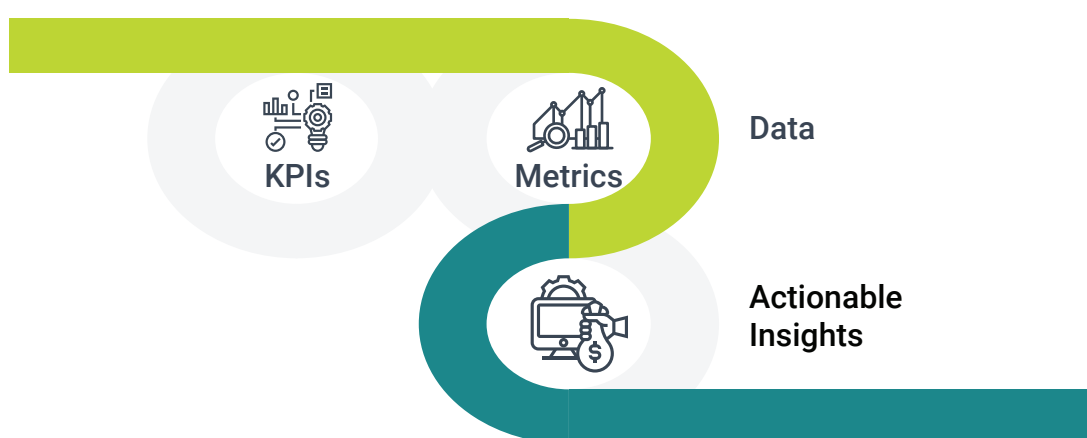 Data
KPIs
Metrics
Actionable
Insights
$